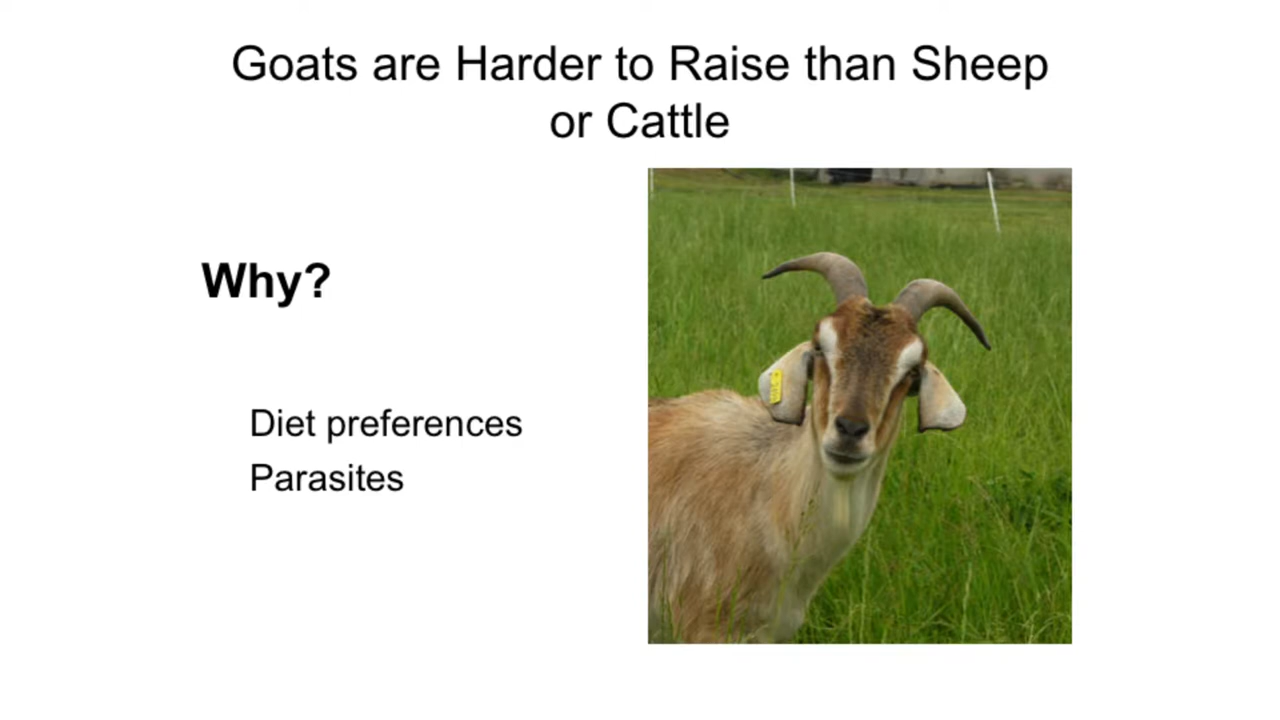 Goats are Harder to Raise than Sheep
or Cattle
Why?
Diet preferences
Parasites